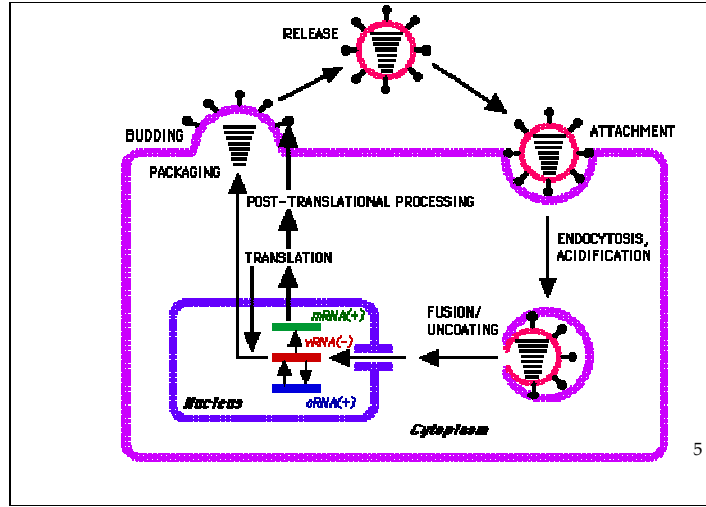 RELEASE
BUDDING
ATTACHMENT
PACKAGING
POST-TRANSLATIONAL PROCESSING
ENDOCYTOSIS,
ACIDIFICATION
TRANSLATION
FUSION/
UNCOATING
mRNA(+)
vRNA(-)
cRNA(+)
Nucleus
Cytoplasm
5